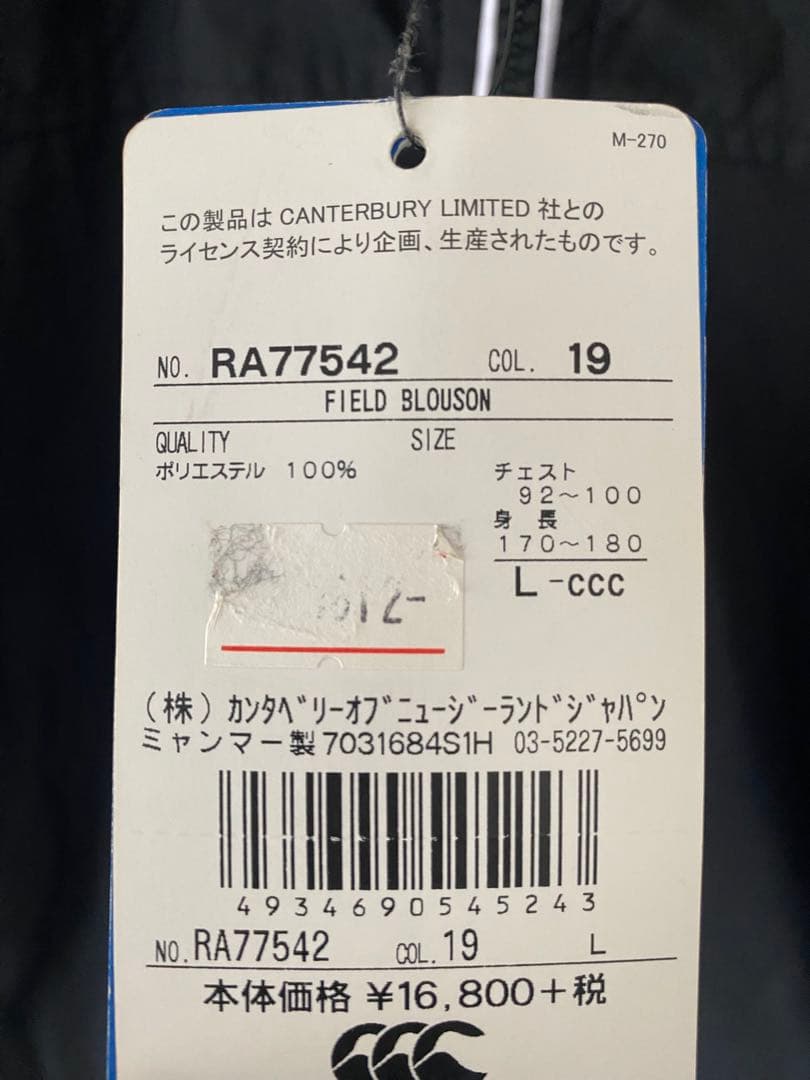 M-270
この製品は CANTERBURY LIMITED 社との
ライセンス契約により企画、生産されたものです。
NO. RA77542 COL. 19
FIELD BLOUSON
QUALITY SIZE
ポリエステル 100% チェスト
92～100
身 長
170～180
L-CCC
(株) ｶﾝﾀﾍﾞﾘｰｵﾌﾞﾆｭｰｼﾞｰﾗﾝﾄﾞｼﾞｬﾊﾟﾝ
ミャンマー製 7031684S1H 03-5227-5699
4934690545243
NO. RA77542 COL. 19 L
本体価格 ¥16,800+税